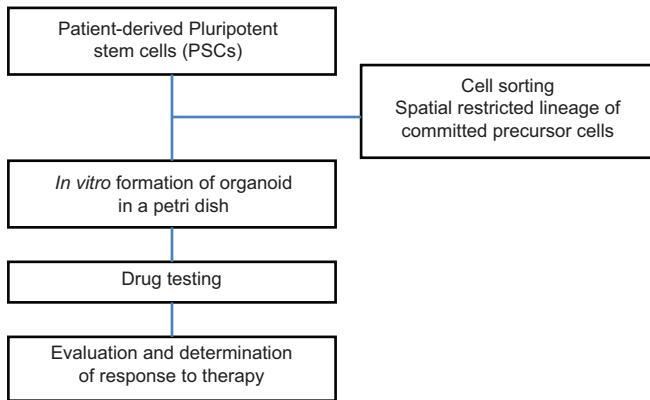 Patient-derived Pluripotent
stem cells (PSCs)
Cell sorting
Spatial restricted lineage of
committed precursor cells
In vitro formation of organoid
in a petri dish
Drug testing
Evaluation and determination
of response to therapy